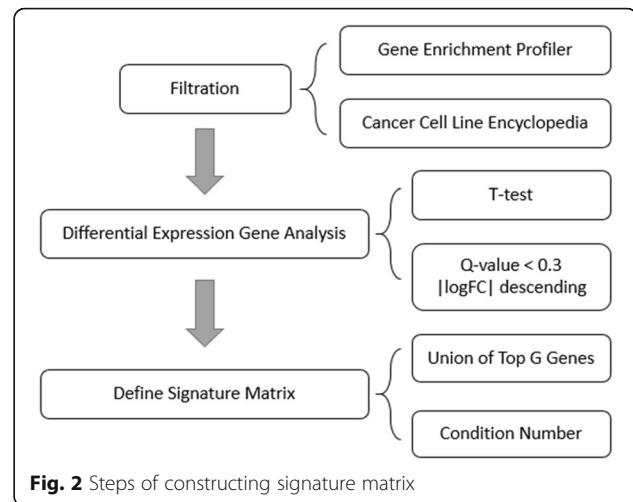 Gene Enrichment Profiler
Filtration
Cancer Cell Line Encyclopedia
T-test
Differential Expression Gene Analysis
Q-value < 0.3
|logFC| descending
Union of Top G Genes
Define Signature Matrix
Condition Number
Fig. 2 Steps of constructing signature matrix